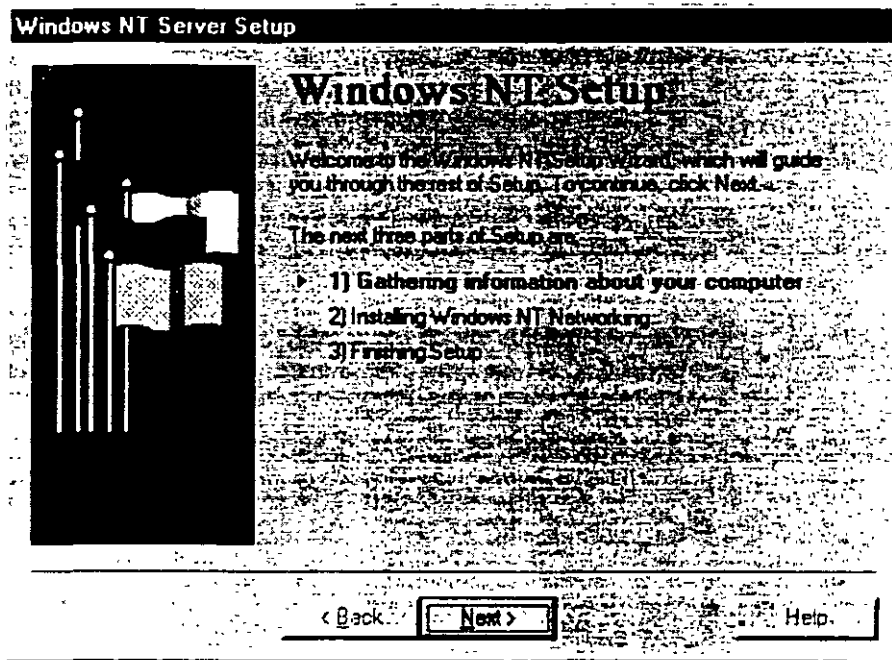 Windows NT Server Setup
Windows NT Setup
Welcome to the Windows NT Setup Wizard, which will guide
you through the rest of Setup. To continue, click Next.
The next three parts of Setup are:
1) Gathering information about your computer
2) Installing Windows NT Networking
3) Finishing Setup
< Back
Next >
Help